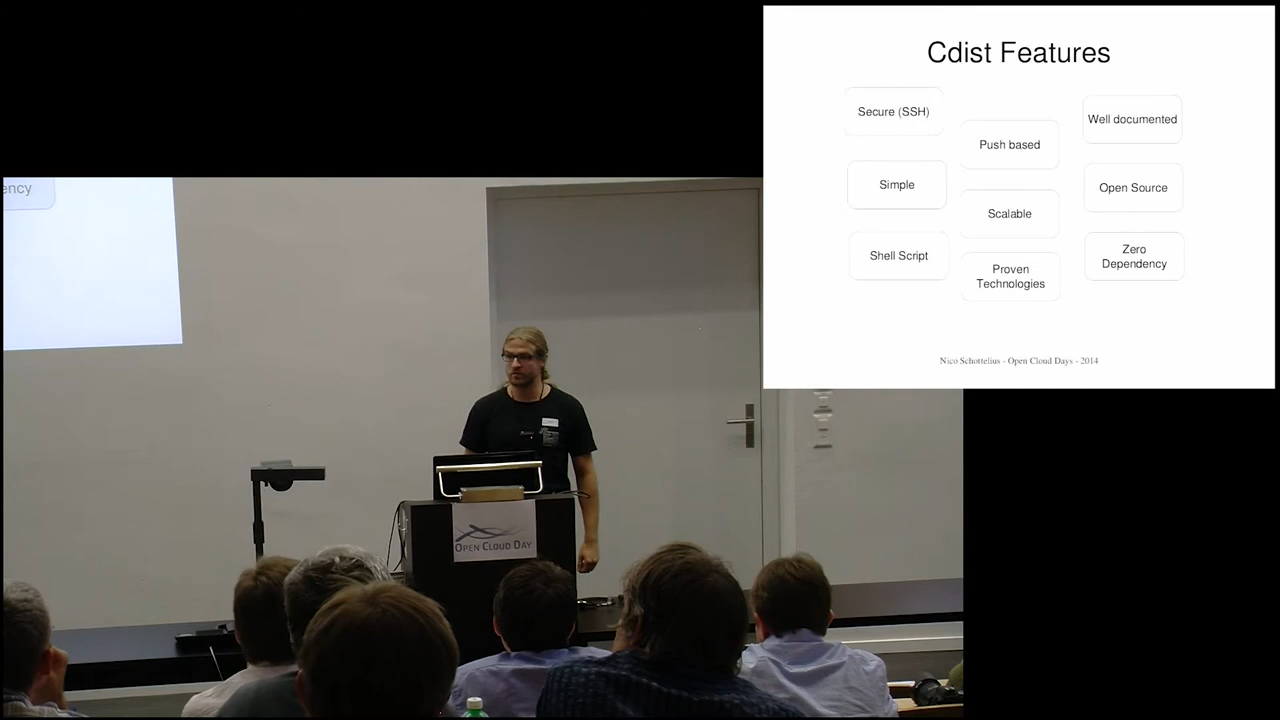 Cdist Features
Secure (SSH)
Push based
Well documented
Simple
Scalable
Open Source
Shell Script
Proven
Technologies
Zero
Dependency
Nico Schottelius - Open Cloud Days - 2014
ency
OPEN CLOUD DAY